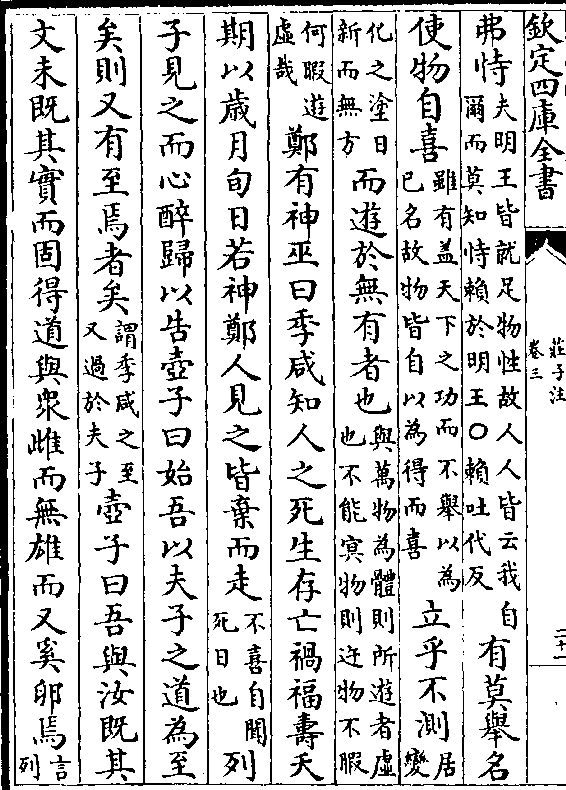 欽定四庫全書
莊子注
卷三
二十一
弗恃夫明王皆就足物性故人人皆云我自
爾而莫知恃賴於明王○賴吐代反有莫舉名
使物自喜雖有蓋天下之功而不舉以為
已名故物皆自以為得而喜立乎不測居變
化之塗日
新而無方而遊於無有者也與萬物為體則所遊者虛
也不能冥物則迕物不暇
何暇遊
虛哉鄭有神巫曰季咸知人之死生存亡禍福壽夭
期以歲月旬日若神鄭人見之皆棄而走不喜自聞
死日也列
子見之而心醉歸以告壺子曰始吾以夫子之道為至
矣則又有至焉者矣謂季咸之至
又過於夫子壺子曰吾與汝既其
文未既其實而固得道與衆雌而無雄而又奚卵焉言
列